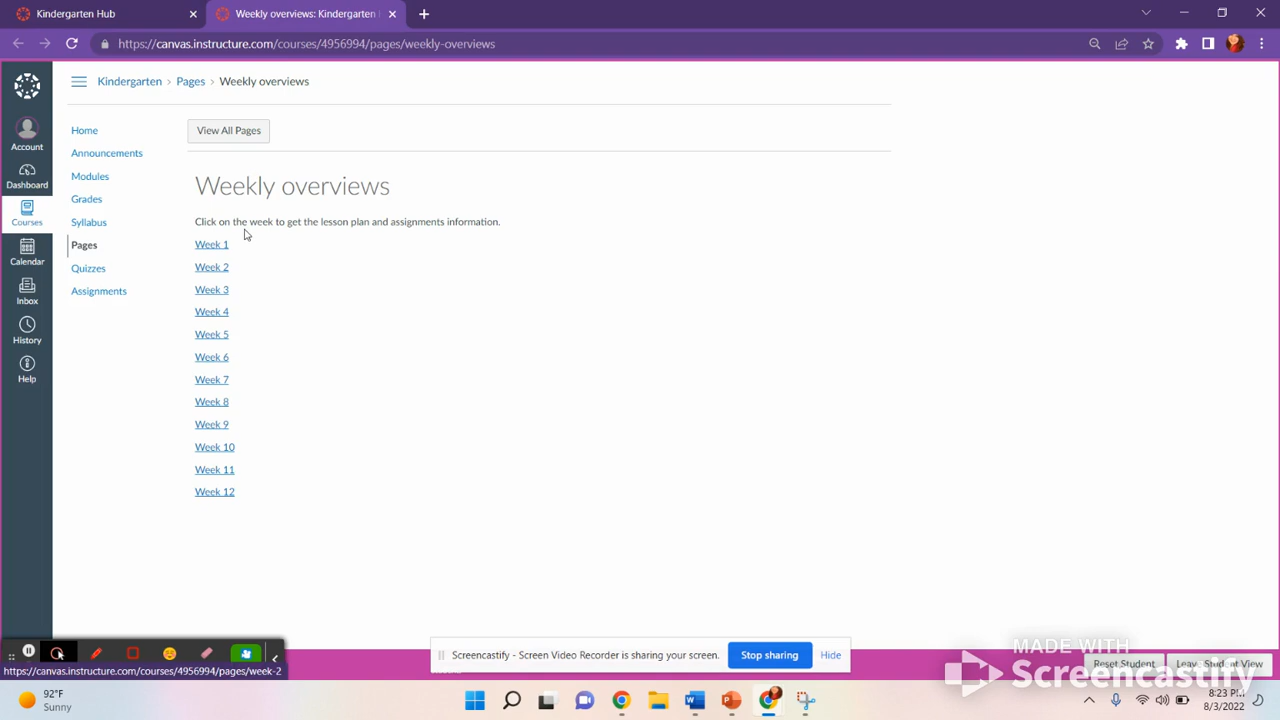 Kindergarten Hub
Weekly overviews: Kindergarten
https://canvas.instructure.com/courses/4956994/pages/weekly-overviews
Kindergarten > Pages > Weekly overviews
Account
Dashboard
Courses
Calendar
Inbox
History
Help
Home
Announcements
Modules
Grades
Syllabus
Pages
Quizzes
Assignments
View All Pages
Weekly overviews
Click on the week to get the lesson plan and assignments information.
Week 1
Week 2
Week 3
Week 4
Week 5
Week 6
Week 7
Week 8
Week 9
Week 10
Week 11
Week 12
https://canvas.instructure.com/courses/4956994/pages/week-2
Screencastify - Screen Video Recorder is sharing your screen.
Stop sharing
Hide
MADE WITH
Screencastify
Reset Student
Leave Student View
92°F
Sunny
8:23 PM
8/3/2022